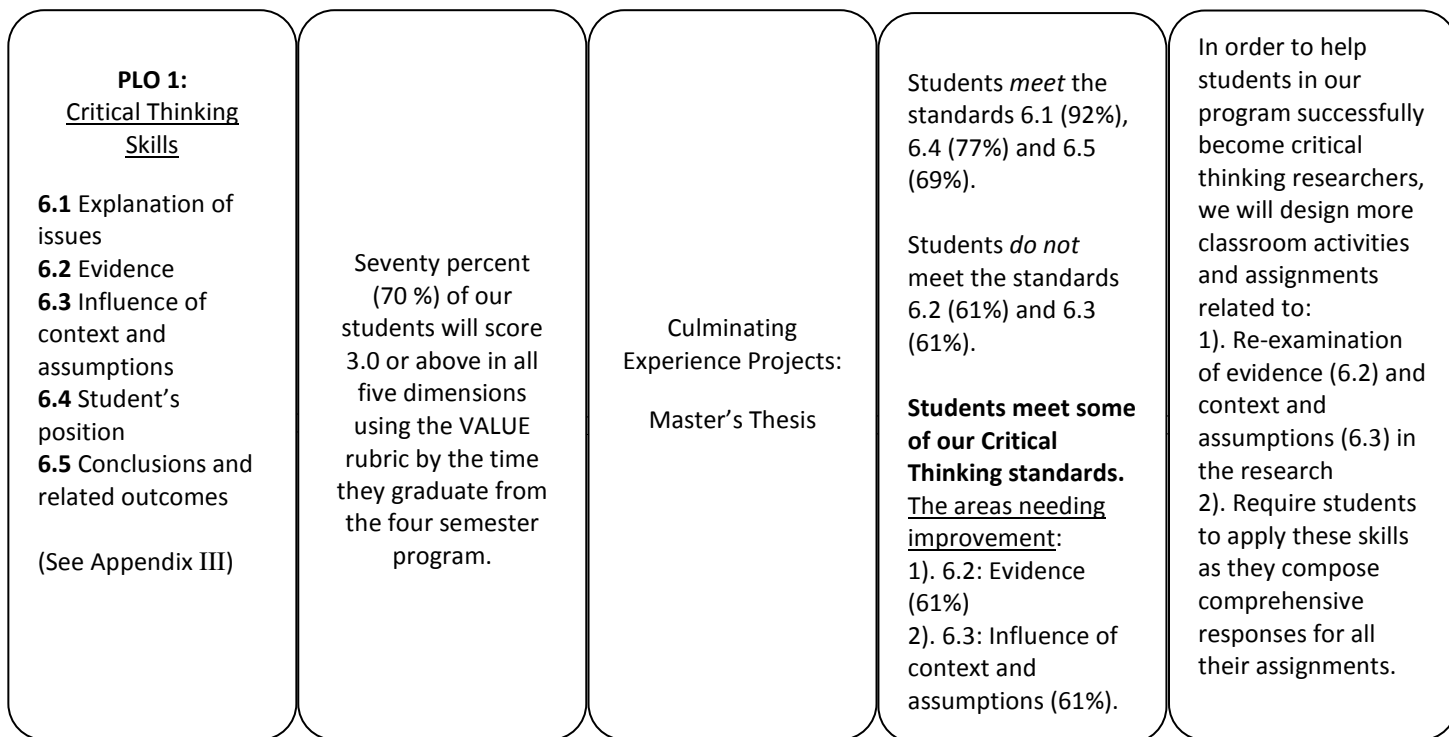 PLO 1:
Critical Thinking
Skills
6.1 Explanation of
issues
6.2 Evidence
6.3 Influence of
context and
assumptions
6.4 Student’s
position
6.5 Conclusions and
related outcomes
(See Appendix III)
Seventy percent
(70 %) of our
students will score
3.0 or above in all
five dimensions
using the VALUE
rubric by the time
they graduate from
the four semester
program.
Culminating
Experience Projects:
Master’s Thesis
Students meet the
standards 6.1 (92%),
6.4 (77%) and 6.5
(69%).
Students do not
meet the standards
6.2 (61%) and 6.3
(61%).
Students meet some
of our Critical
Thinking standards.
The areas needing
improvement:
1). 6.2: Evidence
(61%)
2). 6.3: Influence of
context and
assumptions (61%).
In order to help
students in our
program successfully
become critical
thinking researchers,
we will design more
classroom activities
and assignments
related to:
1). Re-examination
of evidence (6.2) and
context and
assumptions (6.3) in
the research
2). Require students
to apply these skills
as they compose
comprehensive
responses for all
their assignments.